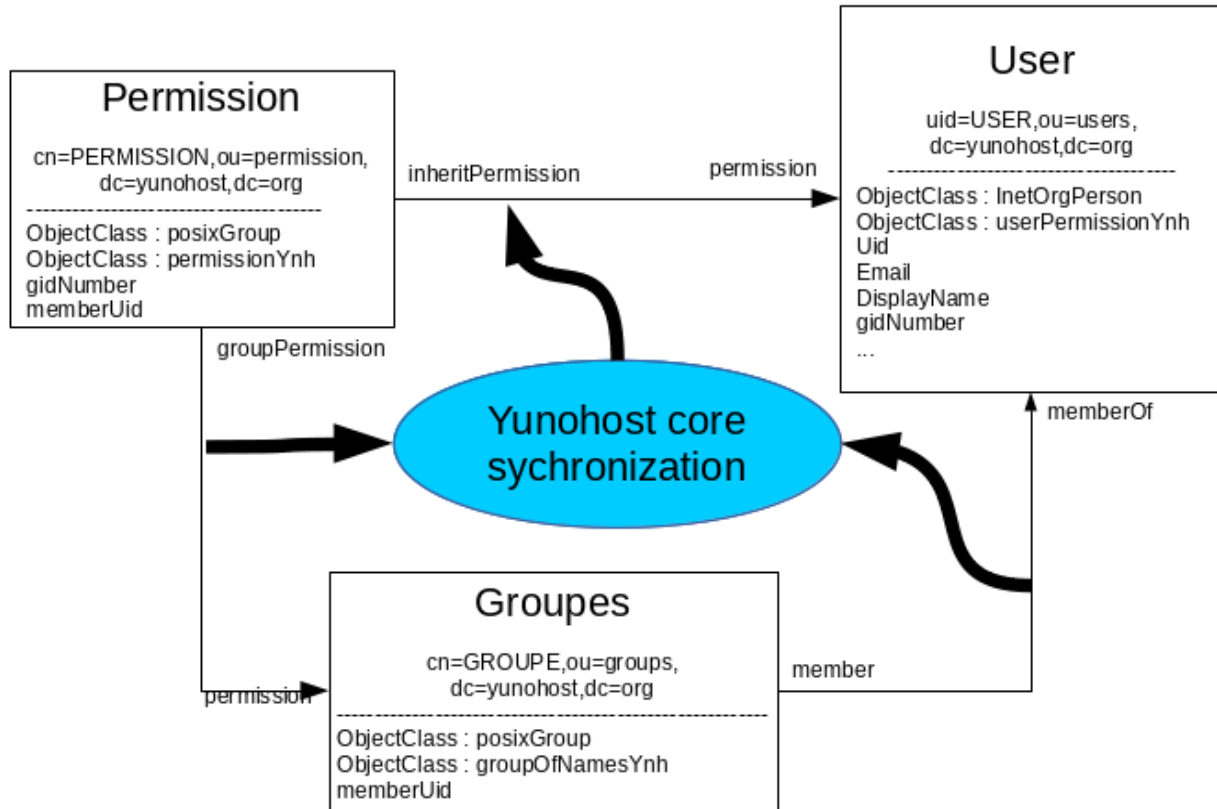 Permission
cn=PERMISSION,ou=permission,
dc=yunohost,dc=org
---------------------------------------
ObjectClass : posixGroup
ObjectClass : permissionYnh
gidNumber
memberUid
inheritPermission
permission
User
uid=USER,ou=users,
dc=yunohost,dc=org
--------------------------------------
ObjectClass : InetOrgPerson
ObjectClass : userPermissionYnh
Uid
Email
DisplayName
gidNumber
...
groupPermission
memberOf
Yunohost core
sychronization
permission
Groupes
cn=GROUPE,ou=groups,
dc=yunohost,dc=org
---------------------------------------------------------
ObjectClass : posixGroup
ObjectClass : groupOfNamesYnh
memberUid
member